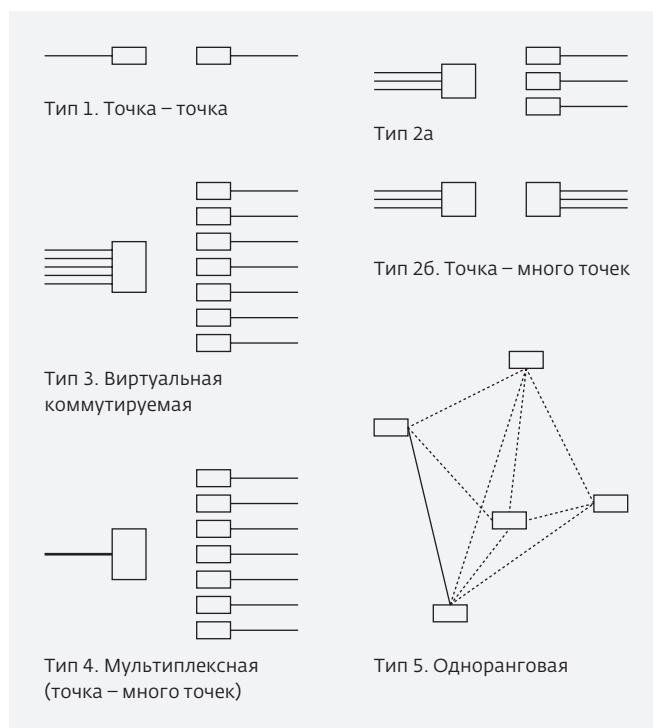 Тип 1. Точка – точка
Тип 2а
Тип 2б. Точка – много точек
Тип 3. Виртуальная
коммутируемая
Тип 4. Мультиплексная
(точка – много точек)
Тип 5. Одноранговая